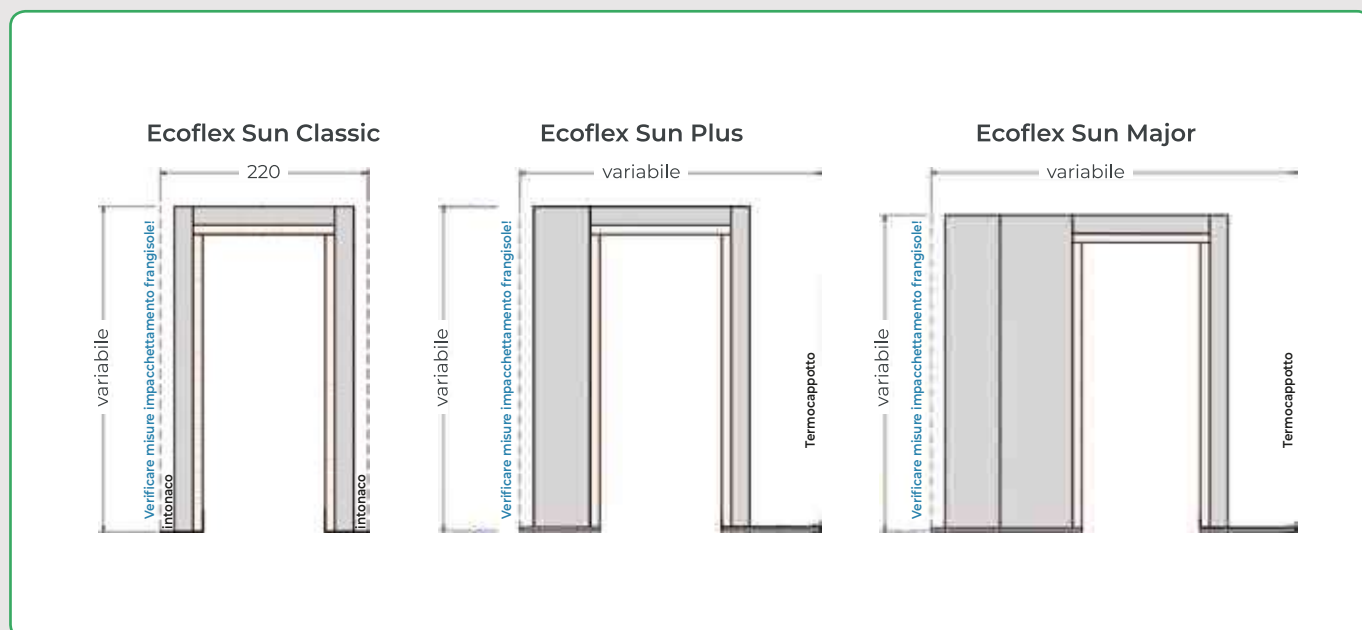 Ecoflex Sun Classic
220
variabile
Verificare misure impacchettamento frangisole!
intonaco
intonaco
Ecoflex Sun Plus
variabile
variabile
Verificare misure impacchettamento frangisole!
Termocappotto
Ecoflex Sun Major
variabile
variabile
Verificare misure impacchettamento frangisole!
Termocappotto